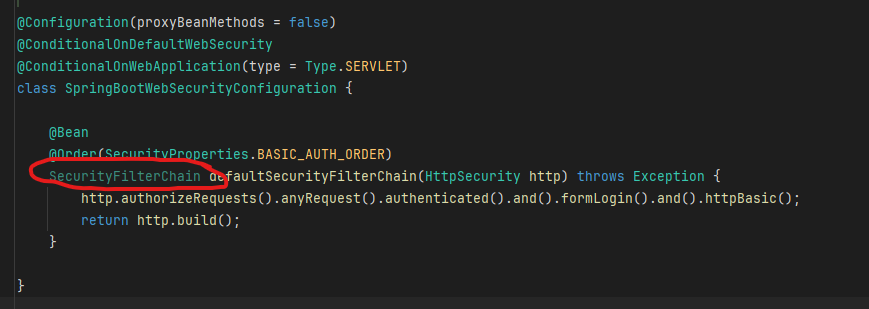 @Configuration(proxyBeanMethods = false)
@ConditionalOnDefaultWebSecurity
@ConditionalOnWebApplication(type = Type.SERVLET)
class SpringBootWebSecurityConfiguration {
@Bean
@Order(SecurityProperties.BASIC_AUTH_ORDER)
SecurityFilterChain defaultSecurityFilterChain(HttpSecurity http) throws Exception {
http.authorizeRequests().anyRequest().authenticated().and().formLogin().and().httpBasic();
return http.build();
}
}